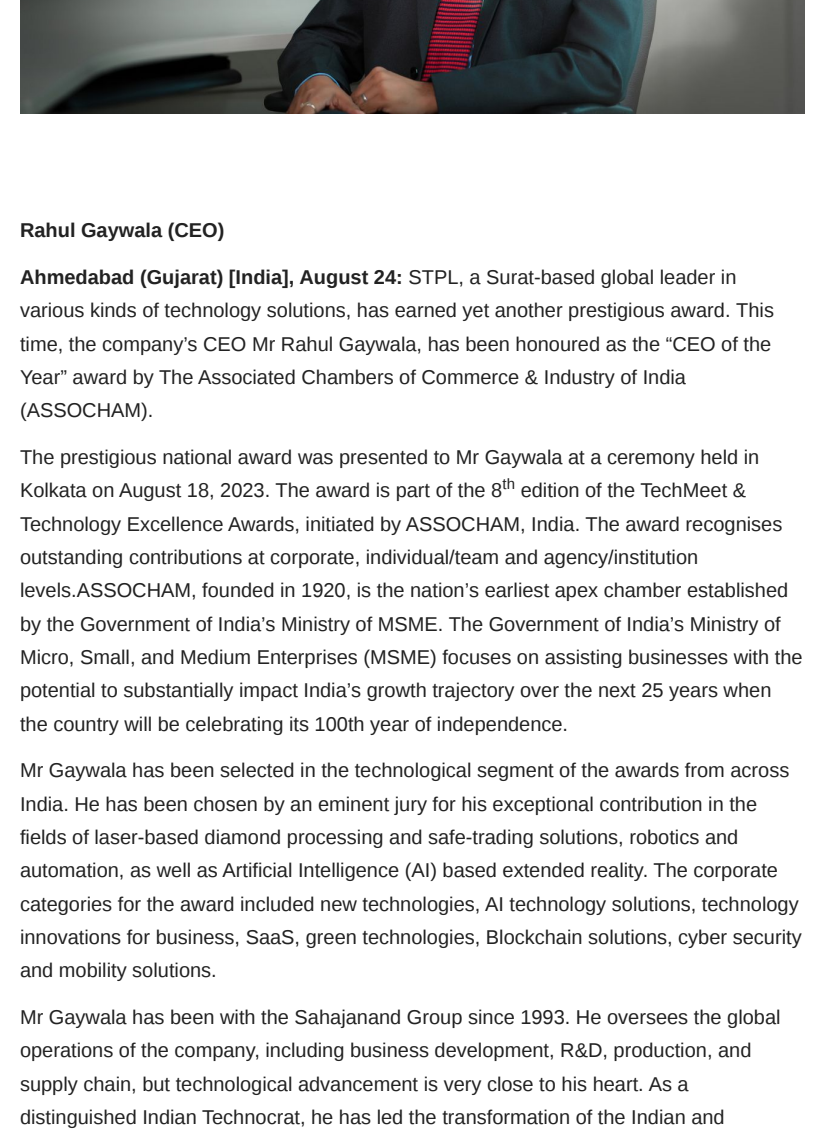 Rahul Gaywala (CEO)
Ahmedabad (Gujarat) [India], August 24: STPL, a Surat-based global leader in
various kinds of technology solutions, has earned yet another prestigious award. This
time, the company’s CEO Mr Rahul Gaywala, has been honoured as the “CEO of the
Year” award by The Associated Chambers of Commerce & Industry of India
(ASSOCHAM).
The prestigious national award was presented to Mr Gaywala at a ceremony held in
Kolkata on August 18, 2023. The award is part of the 8th edition of the TechMeet &
Technology Excellence Awards, initiated by ASSOCHAM, India. The award recognises
outstanding contributions at corporate, individual/team and agency/institution
levels.ASSOCHAM, founded in 1920, is the nation’s earliest apex chamber established
by the Government of India’s Ministry of MSME. The Government of India’s Ministry of
Micro, Small, and Medium Enterprises (MSME) focuses on assisting businesses with the
potential to substantially impact India’s growth trajectory over the next 25 years when
the country will be celebrating its 100th year of independence.
Mr Gaywala has been selected in the technological segment of the awards from across
India. He has been chosen by an eminent jury for his exceptional contribution in the
fields of laser-based diamond processing and safe-trading solutions, robotics and
automation, as well as Artificial Intelligence (AI) based extended reality. The corporate
categories for the award included new technologies, AI technology solutions, technology
innovations for business, SaaS, green technologies, Blockchain solutions, cyber security
and mobility solutions.
Mr Gaywala has been with the Sahajanand Group since 1993. He oversees the global
operations of the company, including business development, R&D, production, and
supply chain, but technological advancement is very close to his heart. As a
distinguished Indian Technocrat, he has led the transformation of the Indian and